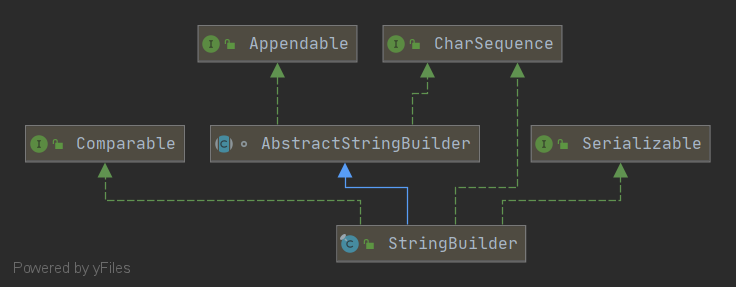 Appendable
CharSequence
Comparable
AbstractStringBuilder
Serializable
StringBuilder
Powered by yFiles